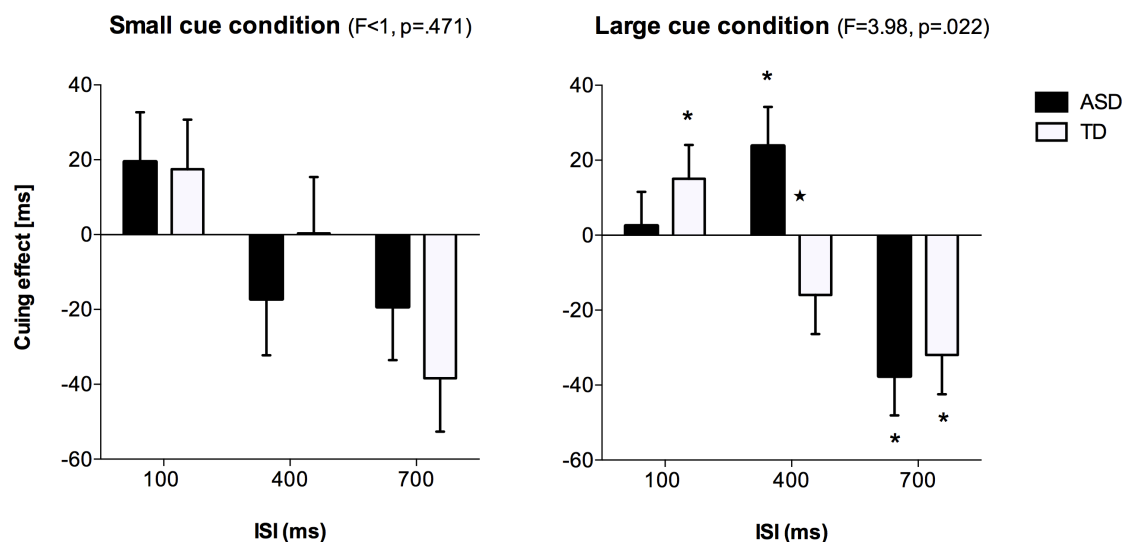 Small cue condition (F<1, p=.471)
Large cue condition (F=3.98, p=.022)
Cuing effect [ms]
40
20
0
-20
-40
-60
100 400 700
ISI (ms)
40
20
0
-20
-40
-60
*
*
★
*
*
100 400 700
ISI (ms)
ASD
TD